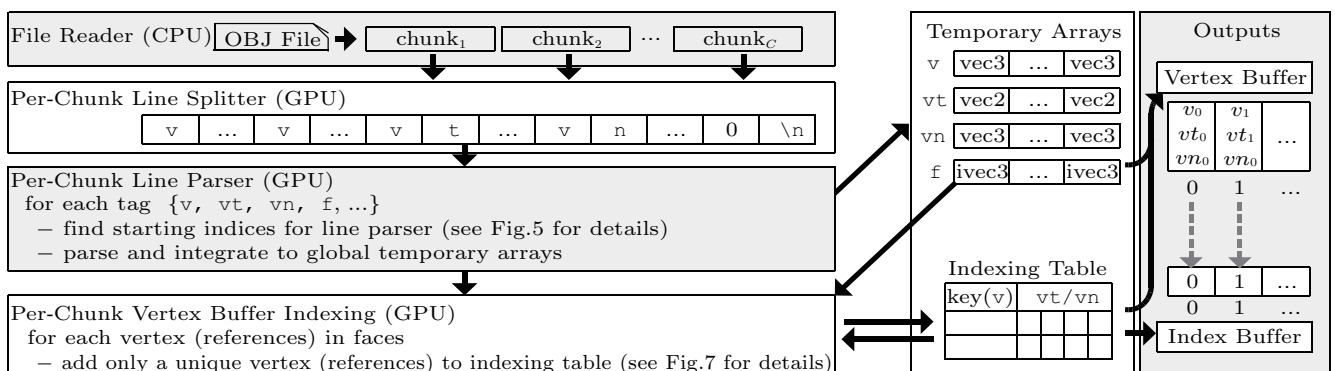 File Reader (CPU) OBJ File chunk₁ chunk₂ ... chunk_C
Per-Chunk Line Splitter (GPU)
v ... v ... v t ... v n ... 0 \n
Per-Chunk Line Parser (GPU)
for each tag {v, vt, vn, f, ...}
– find starting indices for line parser (see Fig.5 for details)
– parse and integrate to global temporary arrays
Per-Chunk Vertex Buffer Indexing (GPU)
for each vertex (references) in faces
– add only a unique vertex (references) to indexing table (see Fig.7 for details)
Temporary Arrays
v vec3 ... vec3
vt vec2 ... vec2
vn vec3 ... vec3
f ivec3 ... ivec3
Indexing Table
key(v) vt/vn
Outputs
Vertex Buffer
v₀ v₁
vt₀ vt₁ ...
vn₀ vn₀
0 1 ...
0 1 ...
0 1 ...
Index Buffer